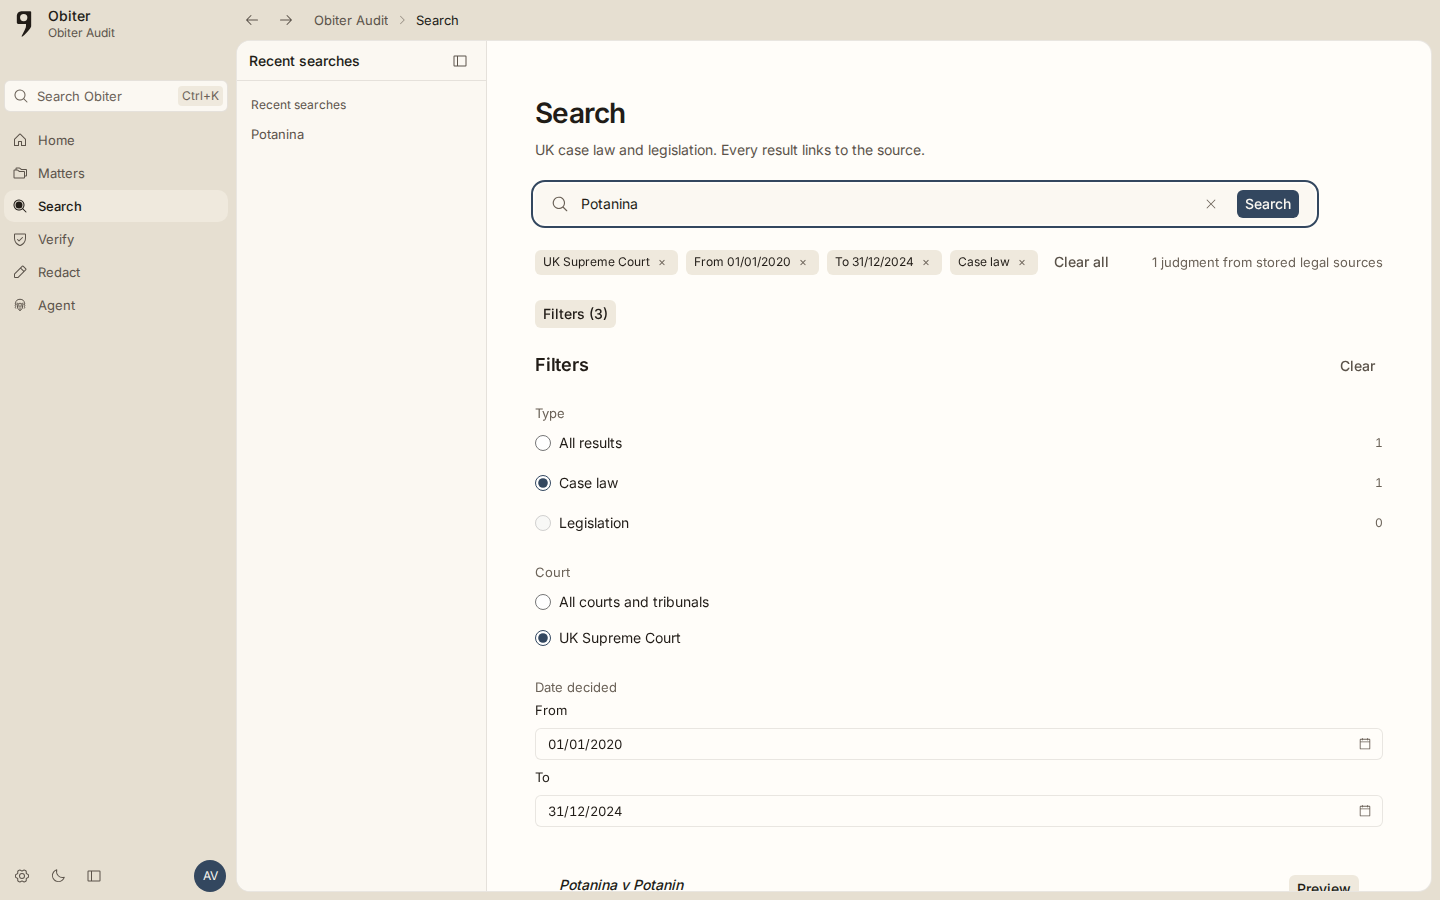 Obiter
Obiter Audit
Search Obiter
Ctrl+K
Home
Matters
Search
Verify
Redact
Agent
AV
Obiter Audit
Search
Recent searches
Recent searches
Potanina
Search
UK case law and legislation. Every result links to the source.
Potanina
Search
UK Supreme Court ×
From 01/01/2020 ×
To 31/12/2024 ×
Case law ×
Clear all
1 judgment from stored legal sources
Filters (3)
Filters
Clear
Type
All results 1
Case law 1
Legislation 0
Court
All courts and tribunals
UK Supreme Court
Date decided
From
01/01/2020
To
31/12/2024
Potanina v Potanin
Preview